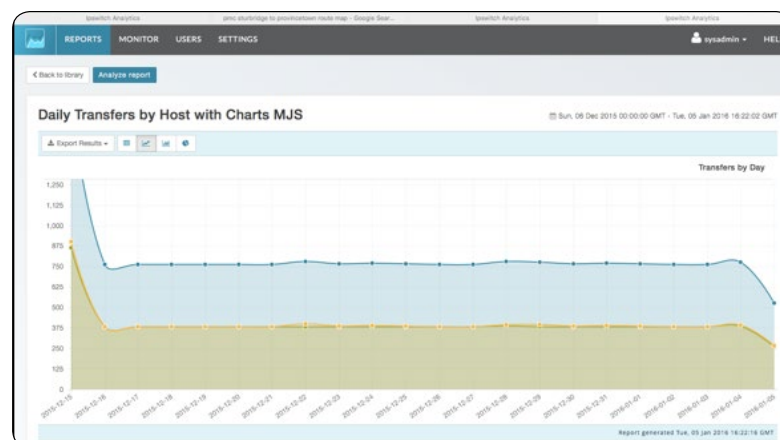 Ipswitch Analytics pmc sturbridge to provincetown route map - Google Sear... Ipswitch Analytics Ipswitch Analytics
REPORTS MONITOR USERS SETTINGS sysadmin HEL
Back to library Analyze report
Daily Transfers by Host with Charts MJS Sun, 06 Dec 2015 00:00:00 GMT - Tue, 05 Jan 2016 16:22:02 GMT
Export Results
Transfers by Day
1,250
1,125
1,000
875
750
625
500
375
250
125
0
2015-12-15 2015-12-16 2015-12-17 2015-12-18 2015-12-19 2015-12-20 2015-12-21 2015-12-22 2015-12-23 2015-12-24 2015-12-25 2015-12-26 2015-12-27 2015-12-28 2015-12-29 2015-12-30 2015-12-31 2016-01-01 2016-01-02 2016-01-03 2016-01-04 2016-01-05
Report generated Tue, 05 Jan 2016 16:22:16 GMT